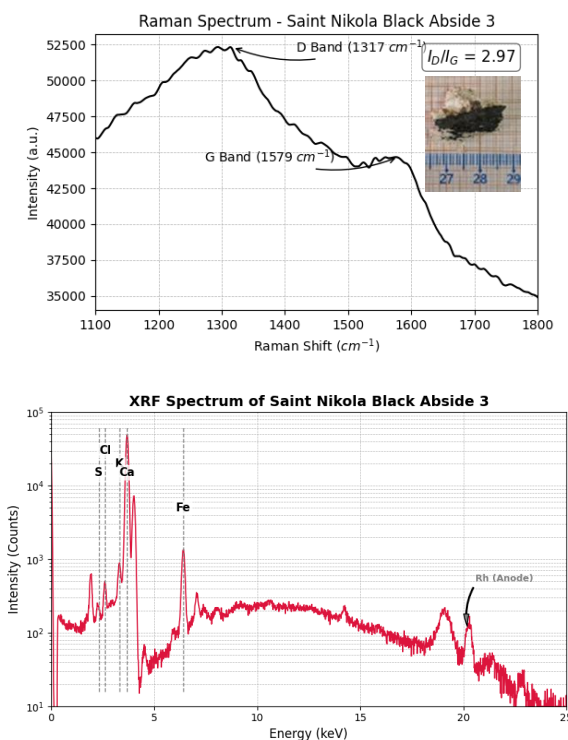 Raman Spectrum - Saint Nikola Black Abside 3
52500
50000
47500
45000
42500
40000
37500
35000
Intensity (a.u.)
D Band (1317 cm⁻¹)
I_D/I_G = 2.97
G Band (1579 cm⁻¹)
27 28 29
1100 1200 1300 1400 1500 1600 1700 1800
Raman Shift (cm⁻¹)
XRF Spectrum of Saint Nikola Black Abside 3
10⁵
10⁴
10³
10²
10¹
Intensity (Counts)
Cl
K
S Ca
Fe
Rh (Anode)
0 5 10 15 20 25
Energy (keV)